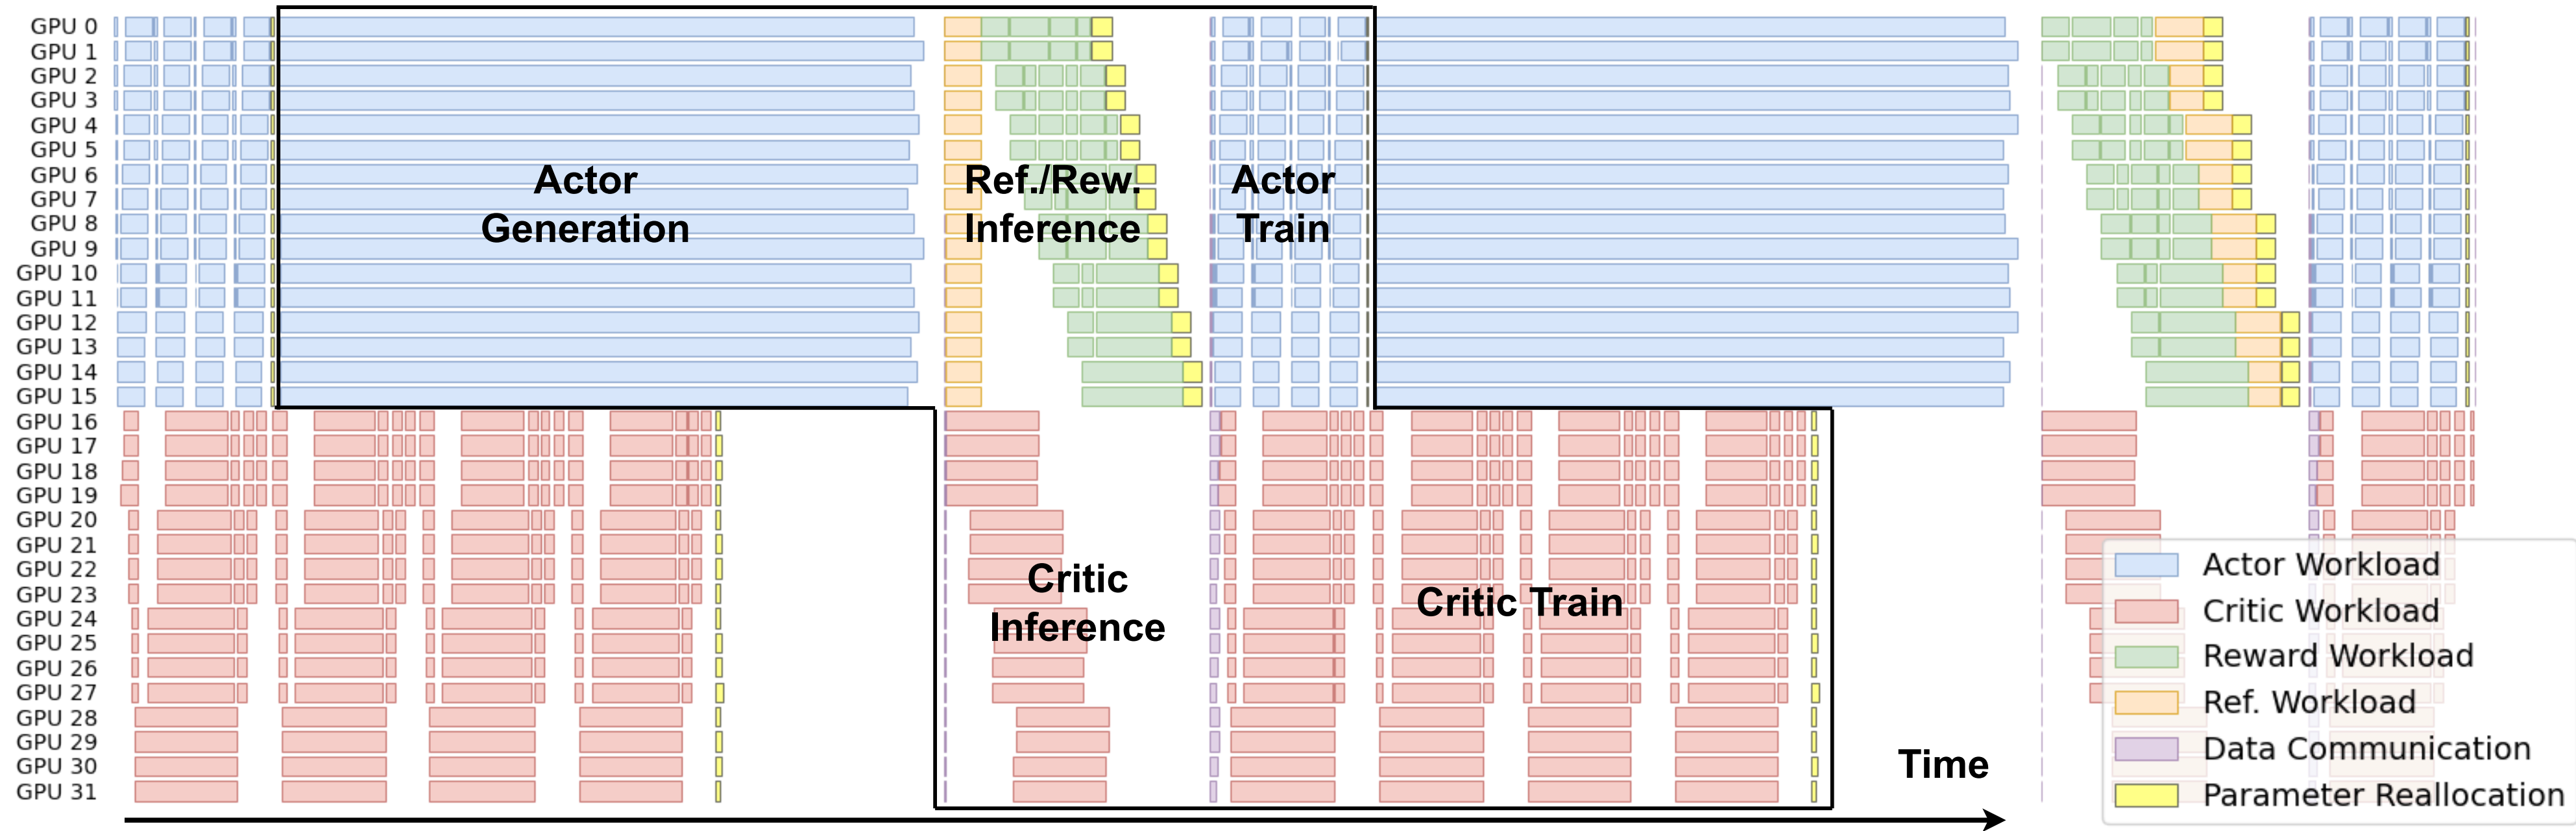 GPU 0
GPU 1
GPU 2
GPU 3
GPU 4
GPU 5
GPU 6
GPU 7
GPU 8
GPU 9
GPU 10
GPU 11
GPU 12
GPU 13
GPU 14
GPU 15
GPU 16
GPU 17
GPU 18
GPU 19
GPU 20
GPU 21
GPU 22
GPU 23
GPU 24
GPU 25
GPU 26
GPU 27
GPU 28
GPU 29
GPU 30
GPU 31
Actor
Generation
Ref./Rew.
Inference
Actor
Train
Critic
Inference
Critic Train
Time
Actor Workload
Critic Workload
Reward Workload
Ref. Workload
Data Communication
Parameter Reallocation